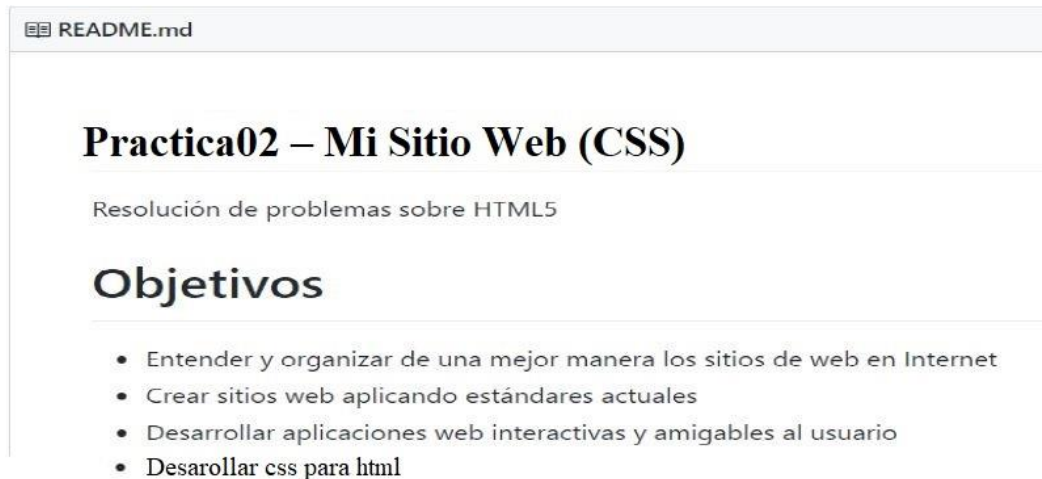 README.md
Practica02 – Mi Sitio Web (CSS)
Resolución de problemas sobre HTML5
Objetivos
• Entender y organizar de una mejor manera los sitios de web en Internet
• Crear sitios web aplicando estándares actuales
• Desarrollar aplicaciones web interactivas y amigables al usuario
• Desarollar css para html